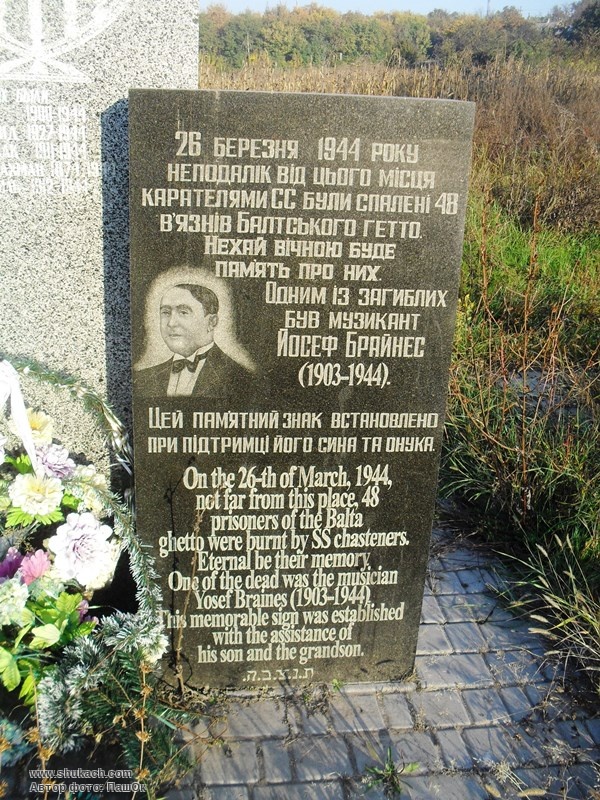 26 БЕРЕЗНЯ 1944 РОКУ
НЕПОДАЛІК ВІД ЦЬОГО МІСЦЯ
КАРАТЕЛЯМИ СС БУЛИ СПАЛЕНІ 48
В'ЯЗНІВ БАЛТСЬКОГО ГЕТТО.
НЕХАЙ ВІЧНОЮ БУДЕ
ПАМ'ЯТЬ ПРО НИХ.
ОДНИМ ІЗ ЗАГИБЛИХ
БУВ МУЗИКАНТ
ЙОСЕФ БРАЙНЕС
(1903-1944).
ЦЕЙ ПАМ'ЯТНИЙ ЗНАК ВСТАНОВЛЕНО
ПРИ ПІДТРИМЦІ ЙОГО СИНА ТА ОНУКА.
On the 26-th of March, 1944,
not far from this place, 48
prisoners of the Balta
ghetto were burnt by SS chasteners.
Eternal be their memory.
One of the dead was the musician
Yosef Braines (1903-1944).
This memorable sign was established
with the assistance of
his son and the grandson.
ת.נ.צ.ב.ה.
www.shukach.com
Автор фото: ПашОк